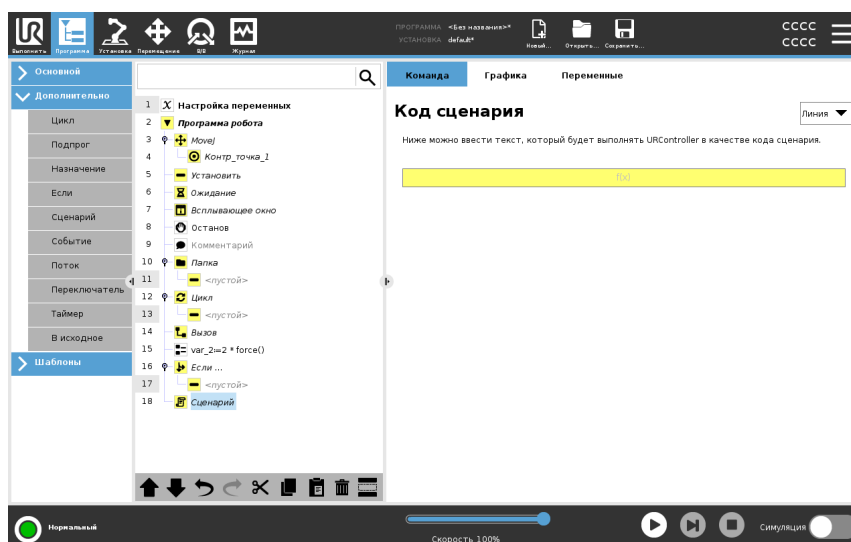 ПРОГРАММА <Без названия>*
УСТАНОВКА default*
Выполнить Программа Установка Перемещение В/В Журнал
Новый... Открыть... Сохранить...
CCCC
CCCC
Основной
Дополнительно
Цикл
Подпрог
Назначение
Если
Сценарий
Событие
Поток
Переключатель
Таймер
В исходное
Шаблоны
1 X Настройка переменных
2 Программа робота
3 MoveJ
4 Контр_точка_1
5 Установить
6 Ожидание
7 Всплывающее окно
8 Останов
9 Комментарий
10 Папка
11 <пустой>
12 Цикл
13 <пустой>
14 Вызов
15 var_2:=2 * force()
16 Если ...
17 <пустой>
18 Сценарий
Команда Графика Переменные
Код сценария
Линия
Ниже можно ввести текст, который будет выполнять URController в качестве кода сценария.
f(x)
Нормальный
Скорость 100%
Симуляция